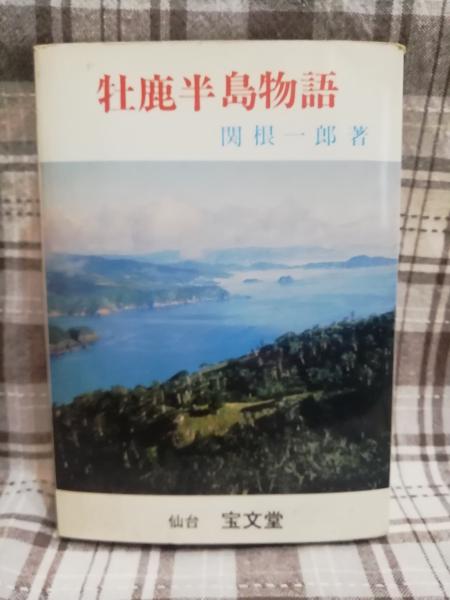 牡鹿半島物語
関根一郎著
仙台 宝文堂